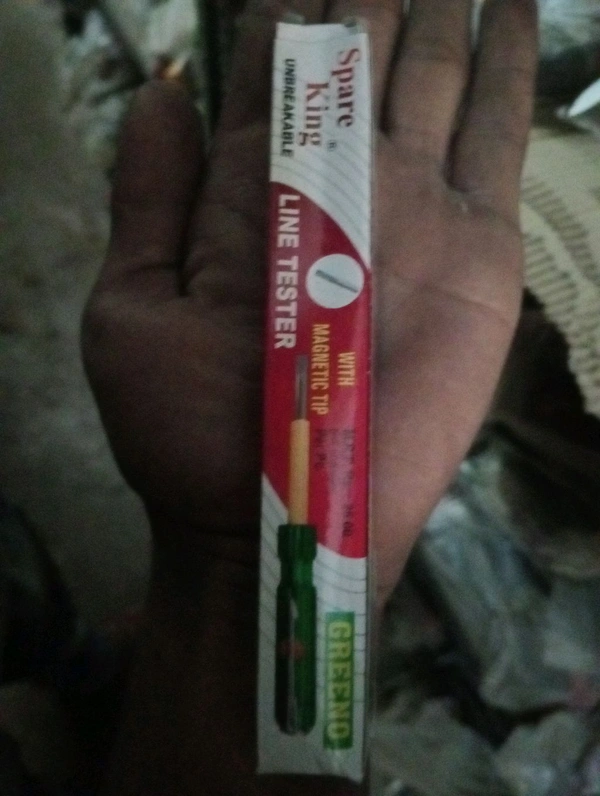 Spare
King ®
UNBREAKABLE
LINE TESTER
WITH
MAGNETIC TIP
GREENO